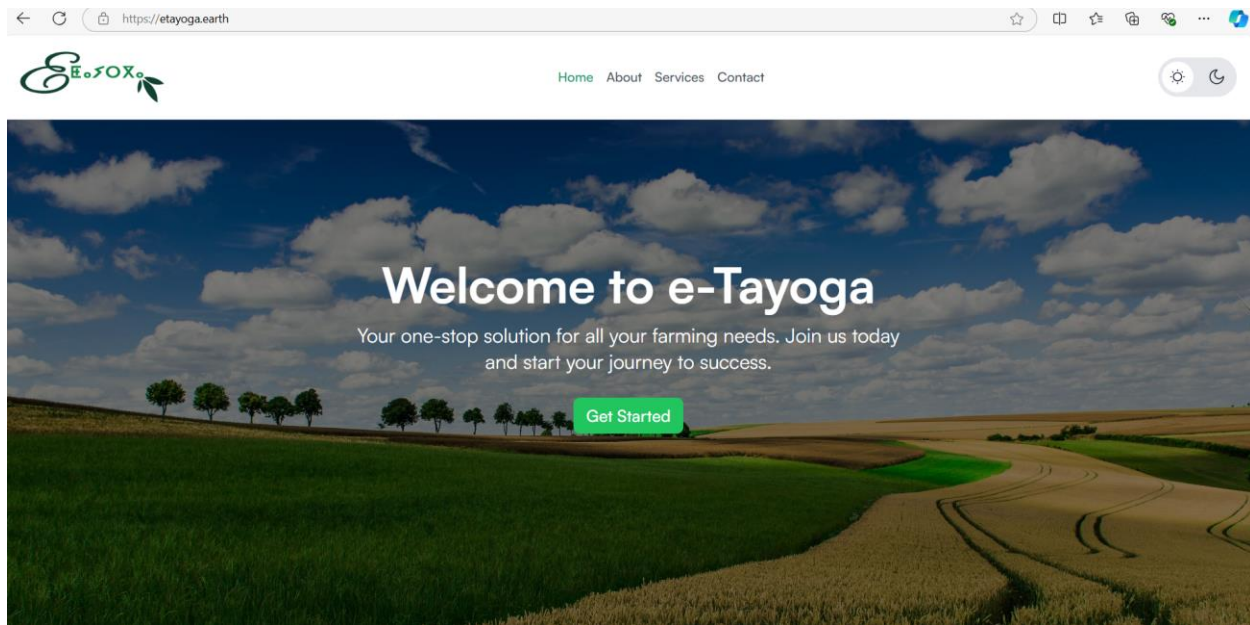 https://etayoga.earth
Home About Services Contact
Welcome to e-Tayoga
Your one-stop solution for all your farming needs. Join us today
and start your journey to success.
Get Started